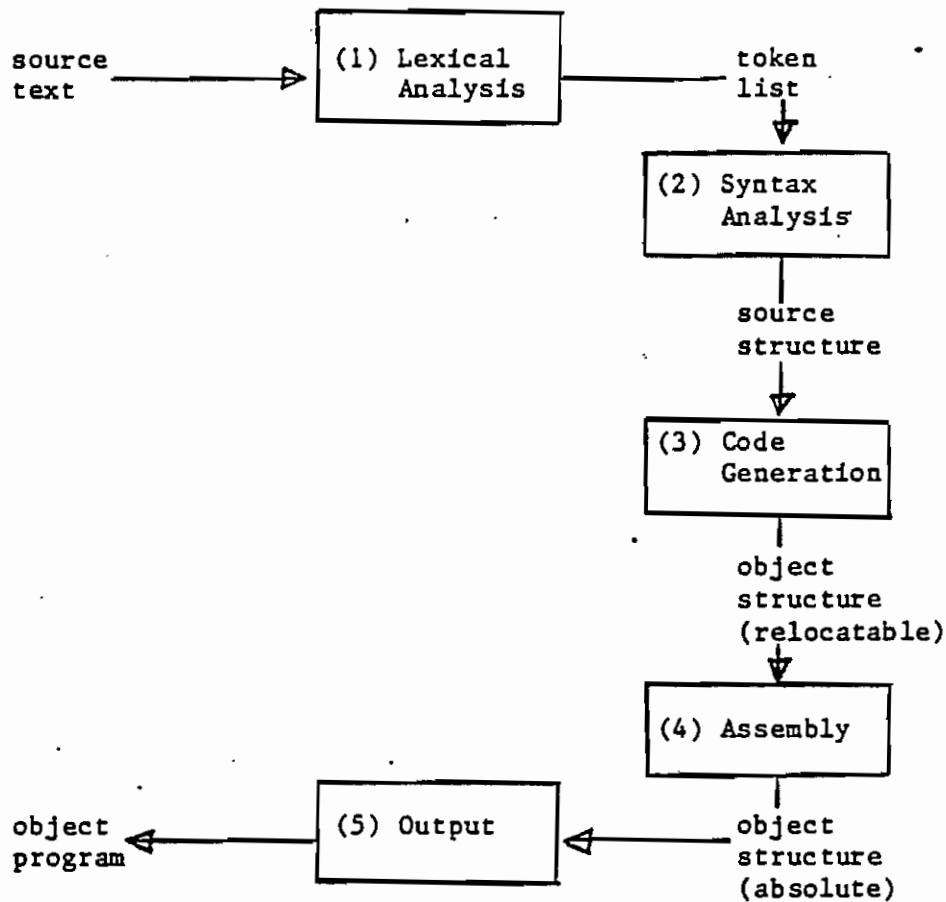 source
text
(1) Lexical
Analysis
token
list
(2) Syntax
Analysis
source
structure
(3) Code
Generation
object
structure
(relocatable)
(4) Assembly
object
structure
(absolute)
(5) Output
object
program